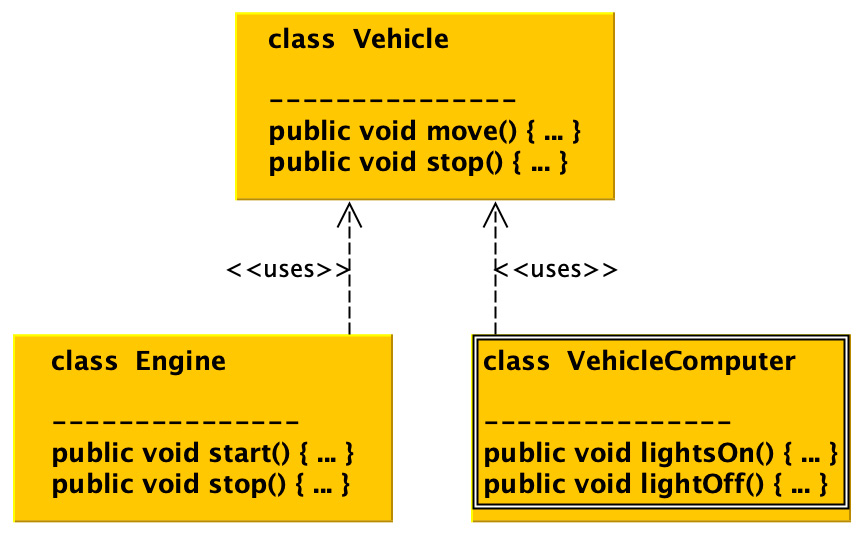 class  Vehicle
---------------
public void move() { ... }
public void stop() { ... }
<<uses>>
<<uses>>
class  Engine
---------------
public void start() { ... }
public void stop() { ... }
class  VehicleComputer
---------------
public void lightsOn() { ... }
public void lightOff() { ... }